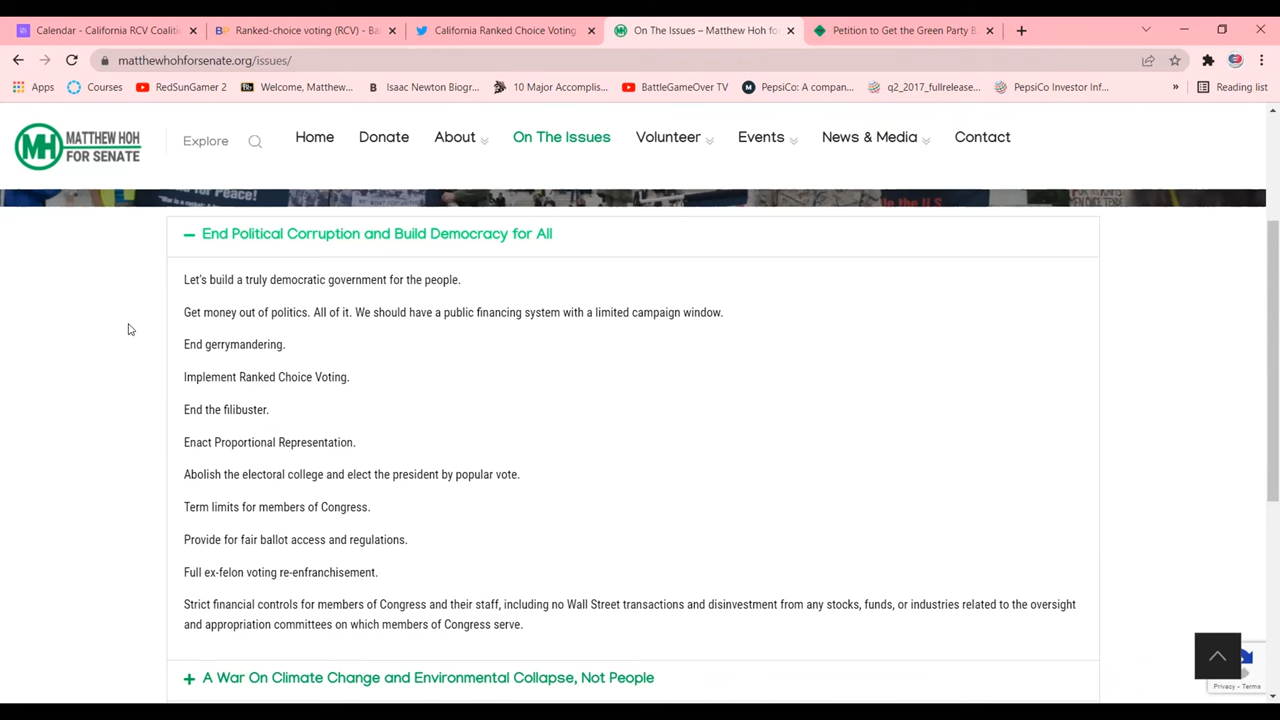 Calendar - California RCV Coaliti
Ranked-choice voting (RCV) - Ba
California Ranked Choice Voting
On The Issues – Matthew Hoh fo
Petition to Get the Green Party B
matthewhohforsenate.org/issues/
Apps
Courses
RedSunGamer 2
Welcome, Matthew...
Isaac Newton Biogr...
10 Major Accomplis...
BattleGameOver TV
PepsiCo: A compan...
q2_2017_fullrelease...
PepsiCo Investor Inf...
»
Reading list
MH
MATTHEW HOH
FOR SENATE
Explore
Home
Donate
About
On The Issues
Volunteer
Events
News & Media
Contact
for Peace!
End Political Corruption and Build Democracy for All
Let's build a truly democratic government for the people.
Get money out of politics. All of it. We should have a public financing system with a limited campaign window.
End gerrymandering.
Implement Ranked Choice Voting.
End the filibuster.
Enact Proportional Representation.
Abolish the electoral college and elect the president by popular vote.
Term limits for members of Congress.
Provide for fair ballot access and regulations.
Full ex-felon voting re-enfranchisement.
Strict financial controls for members of Congress and their staff, including no Wall Street transactions and disinvestment from any stocks, funds, or industries related to the oversight
and appropriation committees on which members of Congress serve.
A War On Climate Change and Environmental Collapse, Not People
Privacy - Terms